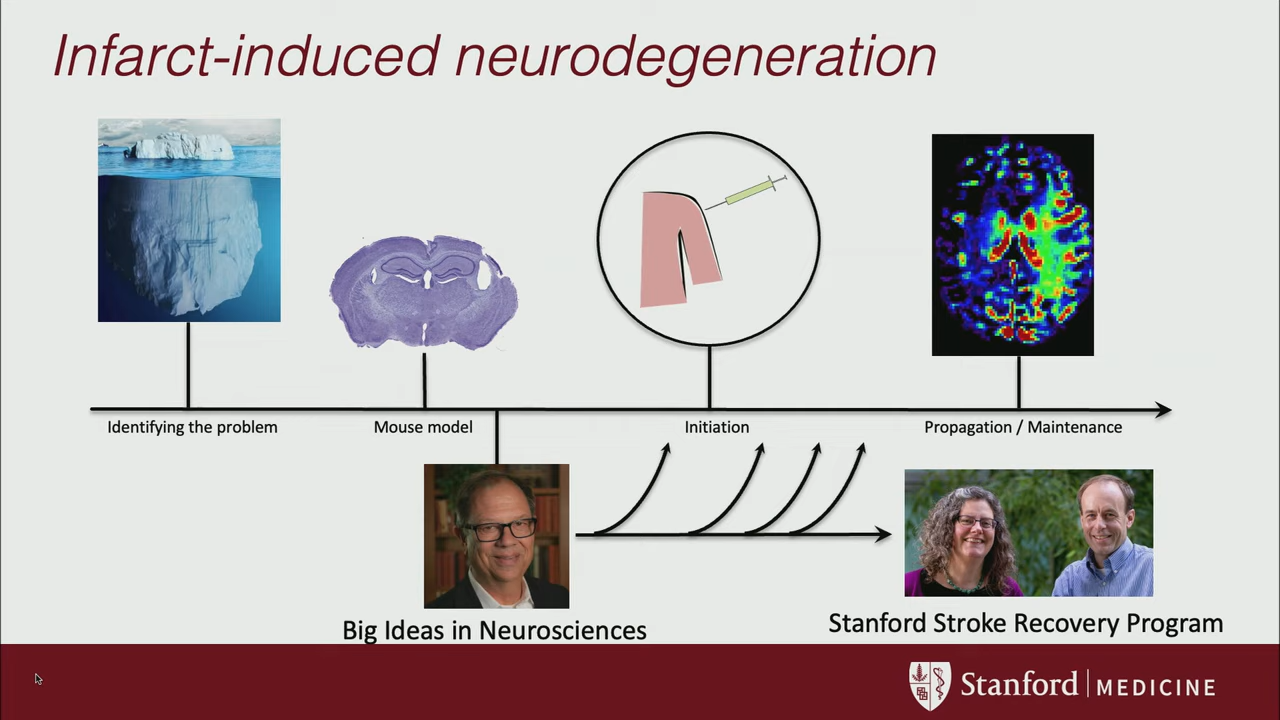 Infarct-induced neurodegeneration
Identifying the problem
Mouse model
Initiation
Propagation / Maintenance
Big Ideas in Neurosciences
Stanford Stroke Recovery Program
Stanford MEDICINE